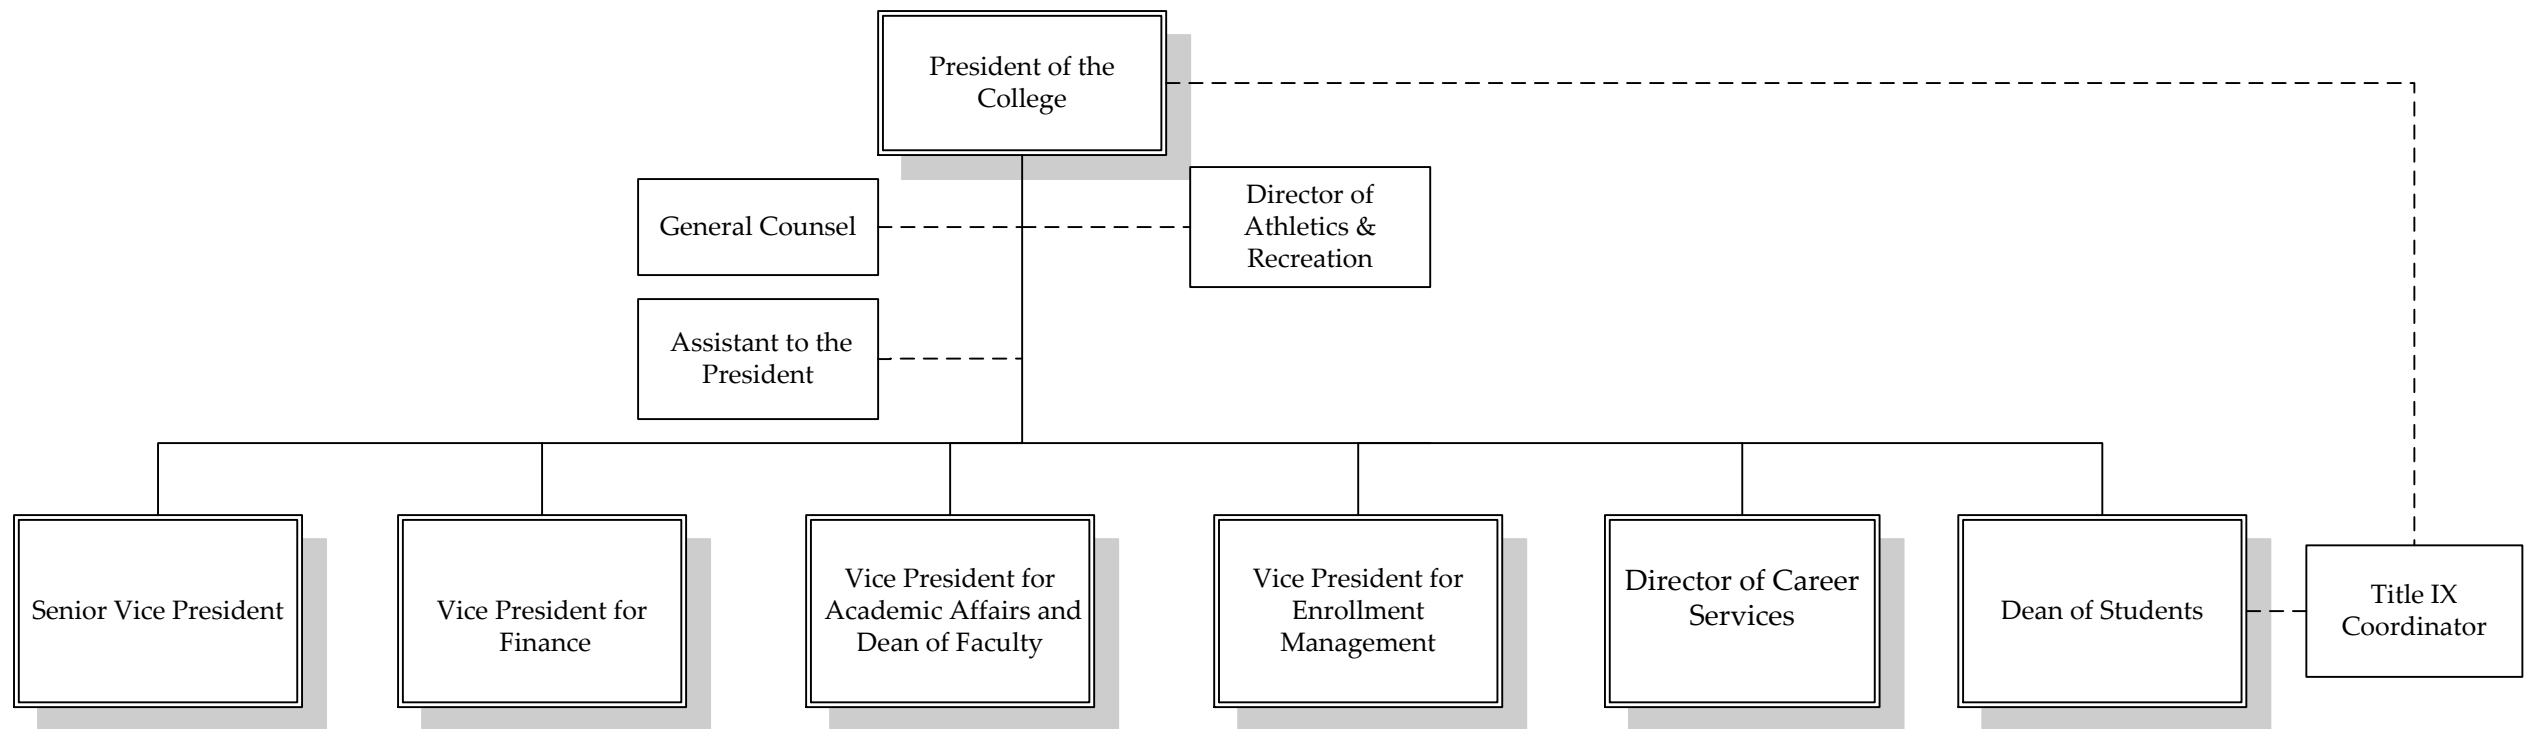 President of the
College
General Counsel
Director of
Athletics &
Recreation
Assistant to the
President
Senior Vice President
Vice President for
Finance
Vice President for
Academic Affairs and
Dean of Faculty
Vice President for
Enrollment
Management
Director of Career
Services
Dean of Students
Title IX
Coordinator